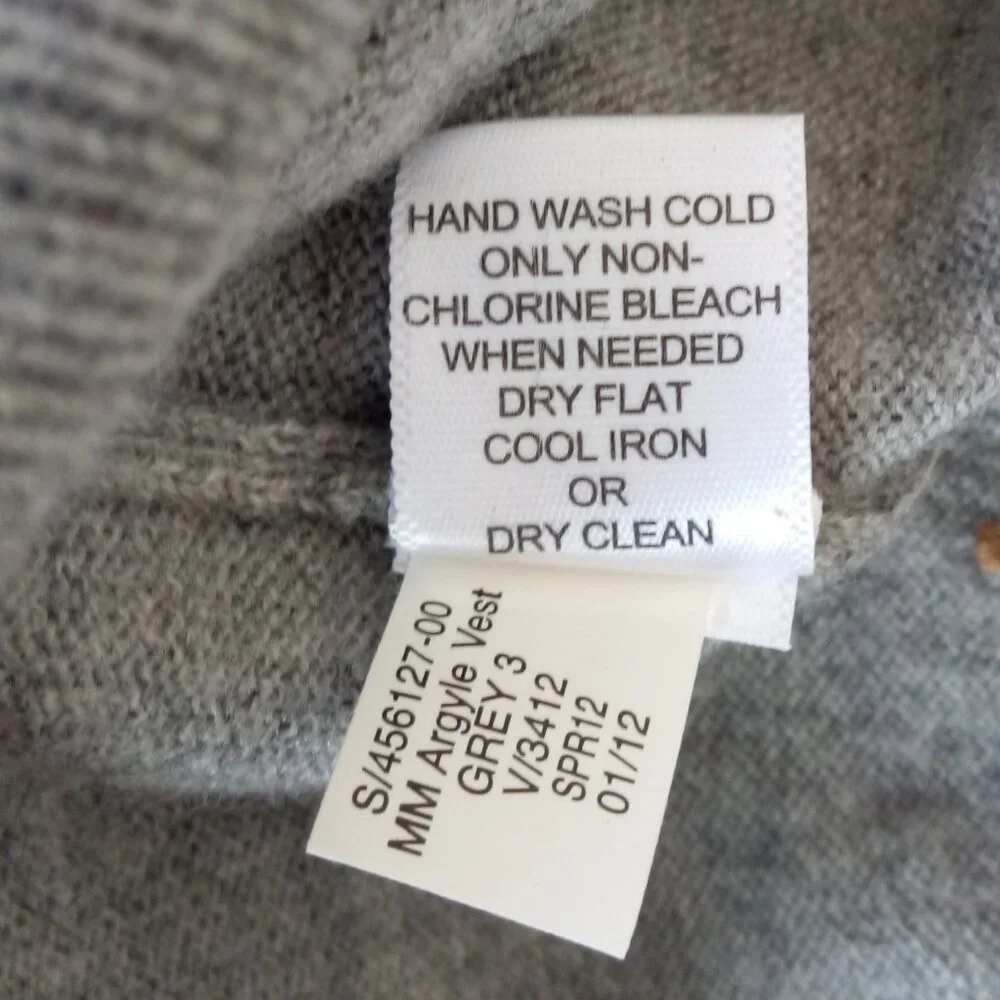 HAND WASH COLD
ONLY NON-
CHLORINE BLEACH
WHEN NEEDED
DRY FLAT
COOL IRON
OR
DRY CLEAN
S/456127-00
MM Argyle Vest
GREY 3
V/3412
SPR12
01/12